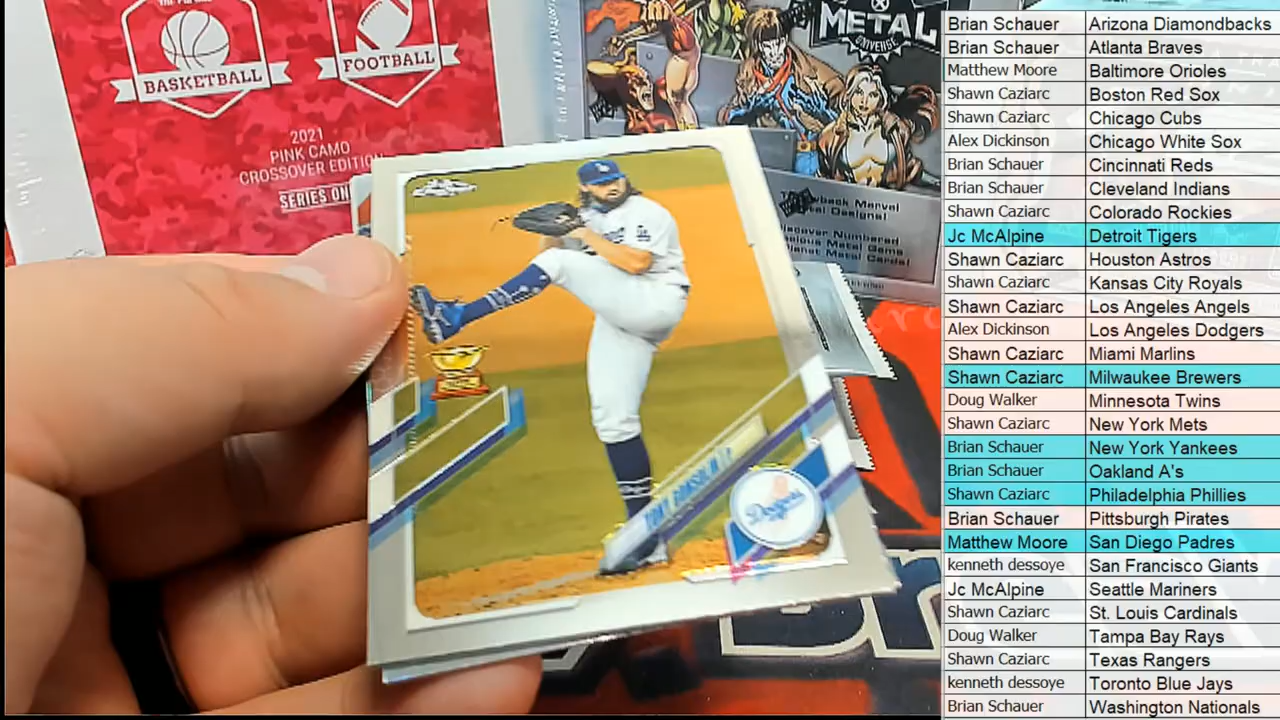 BASKETBALL
FOOTBALL
2021
PINK CAMO
CROSSOVER EDITION
SERIES ON
METAL
UNIVERSE
Dodgers
Brian Schauer Arizona Diamondbacks
Brian Schauer Atlanta Braves
Matthew Moore Baltimore Orioles
Shawn Caziarc Boston Red Sox
Shawn Caziarc Chicago Cubs
Alex Dickinson Chicago White Sox
Brian Schauer Cincinnati Reds
Brian Schauer Cleveland Indians
Shawn Caziarc Colorado Rockies
Jc McAlpine Detroit Tigers
Shawn Caziarc Houston Astros
Shawn Caziarc Kansas City Royals
Shawn Caziarc Los Angeles Angels
Alex Dickinson Los Angeles Dodgers
Shawn Caziarc Miami Marlins
Shawn Caziarc Milwaukee Brewers
Doug Walker Minnesota Twins
Shawn Caziarc New York Mets
Brian Schauer New York Yankees
Brian Schauer Oakland A's
Shawn Caziarc Philadelphia Phillies
Brian Schauer Pittsburgh Pirates
Matthew Moore San Diego Padres
kenneth dessoye San Francisco Giants
Jc McAlpine Seattle Mariners
Shawn Caziarc St. Louis Cardinals
Doug Walker Tampa Bay Rays
Shawn Caziarc Texas Rangers
kenneth dessoye Toronto Blue Jays
Brian Schauer Washington Nationals